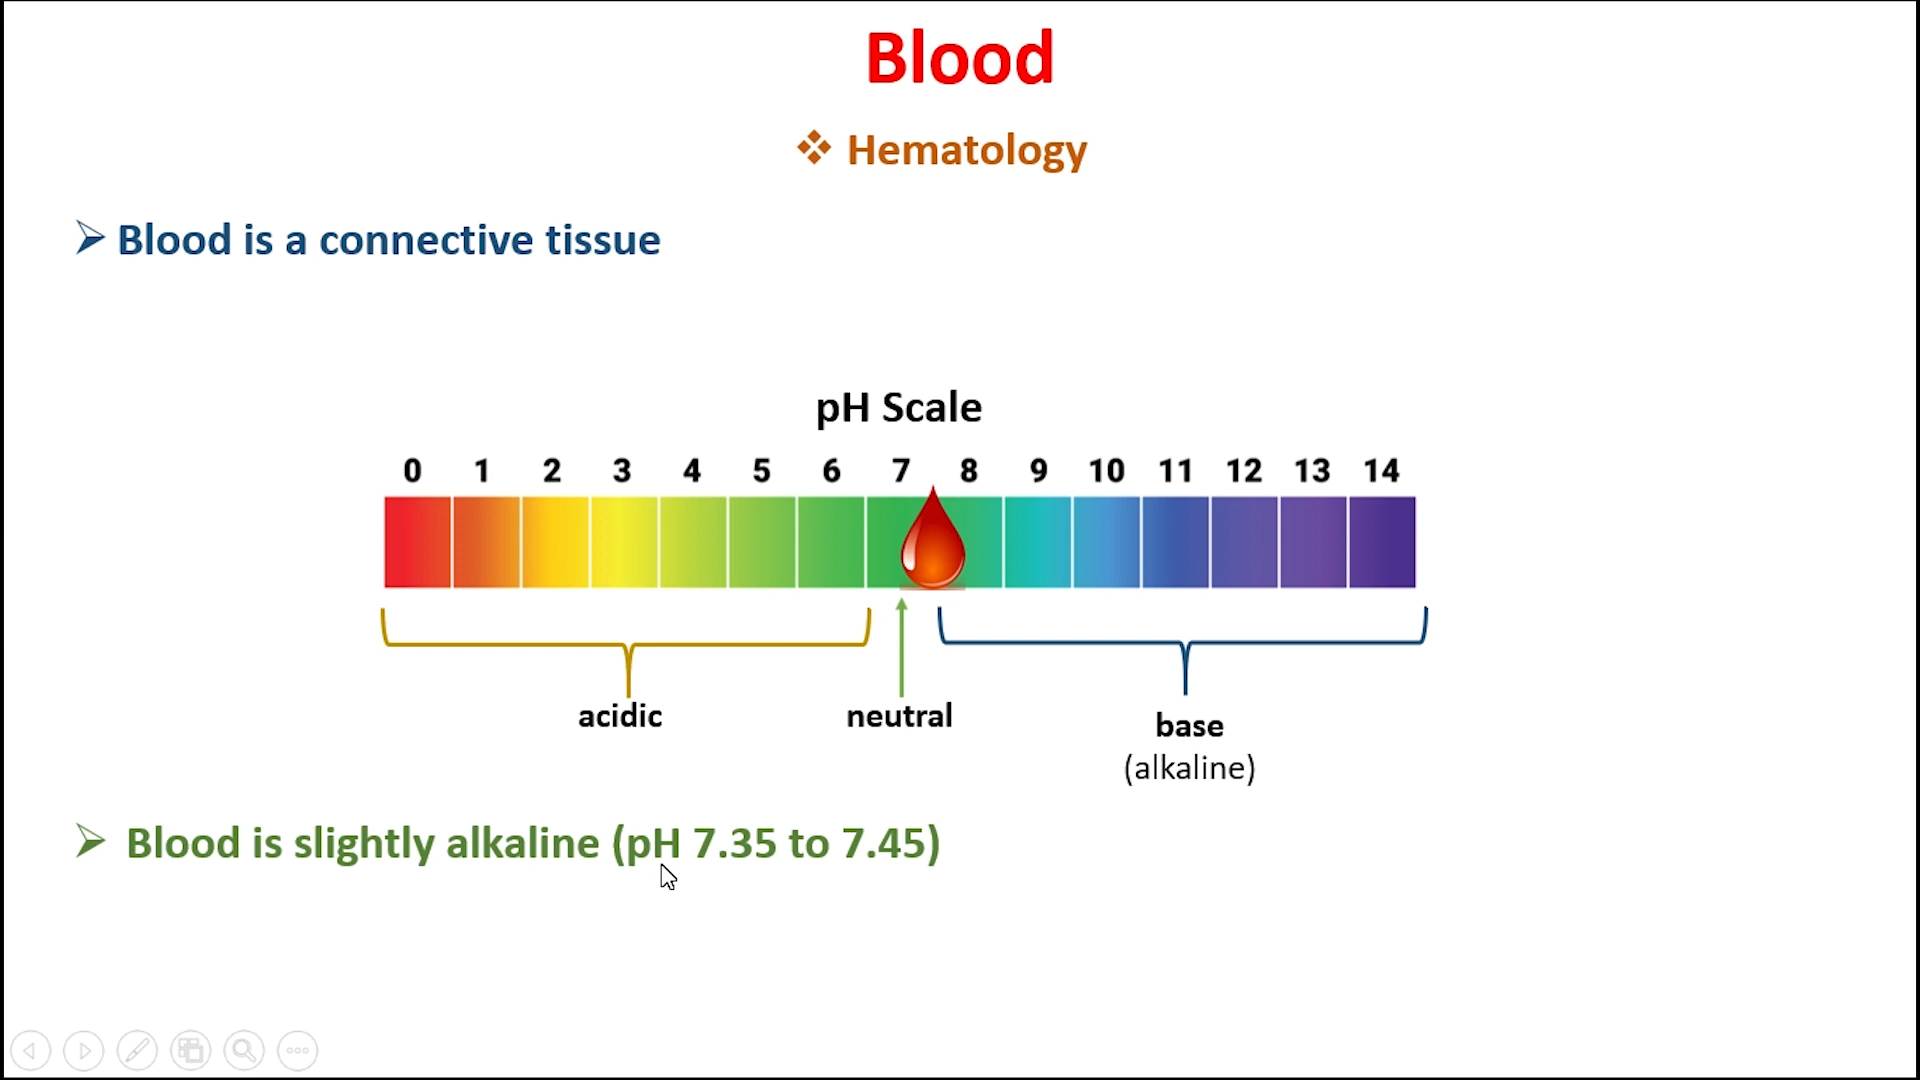 Blood
Hematology
Blood is a connective tissue
pH Scale
0 1 2 3 4 5 6 7 8 9 10 11 12 13 14
acidic
neutral
base
(alkaline)
Blood is slightly alkaline (pH 7.35 to 7.45)